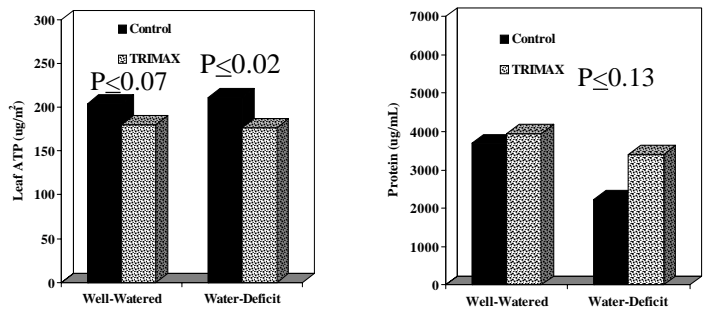 Leaf ATP (ug/m²)
300
250
200
150
100
50
0
Control
TRIMAX
P≤0.07
P≤0.02
Well-Watered
Water-Deficit
Protein (ug/mL)
7000
6000
5000
4000
3000
2000
1000
0
Control
TRIMAX
P≤0.13
Well-Watered
Water-Deficit